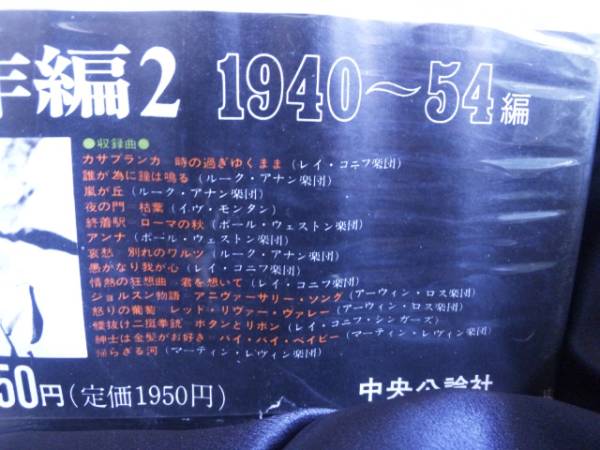 年編2 1940〜54編
●収録曲●
カサブランカ 時の過ぎゆくまま(レイ・コニフ楽団)
誰が為に鐘は鳴る(ルーク・アナン楽団)
嵐が丘(ルーク・アナン楽団)
夜の門 枯葉(イヴ・モンタン)
終着駅 ローマの秋(ポール・ウェストン楽団)
アンナ(ポール・ウェストン楽団)
哀愁 別れのワルツ(ルーク・アナン楽団)
愚かなり我が心(レイ・コニフ楽団)
情熱の狂想曲 君を想いて(レイ・コニフ楽団)
ジョルスン物語 アニヴァーサリー・ソング(アーウィン・ロス楽団)
怒りの葡萄 レッド・リヴァー・ヴァレー(アーウィン・ロス楽団)
腰抜け二挺拳銃 ボタンとリボン(レイ・コニフ・シンガーズ)
紳士は金髪がお好き バイ・バイ・ベイビー(マーティン・レヴィン楽団)
帰らざる河(マーティン・レヴィン楽団)
50円(定価1950円)
中央公論社